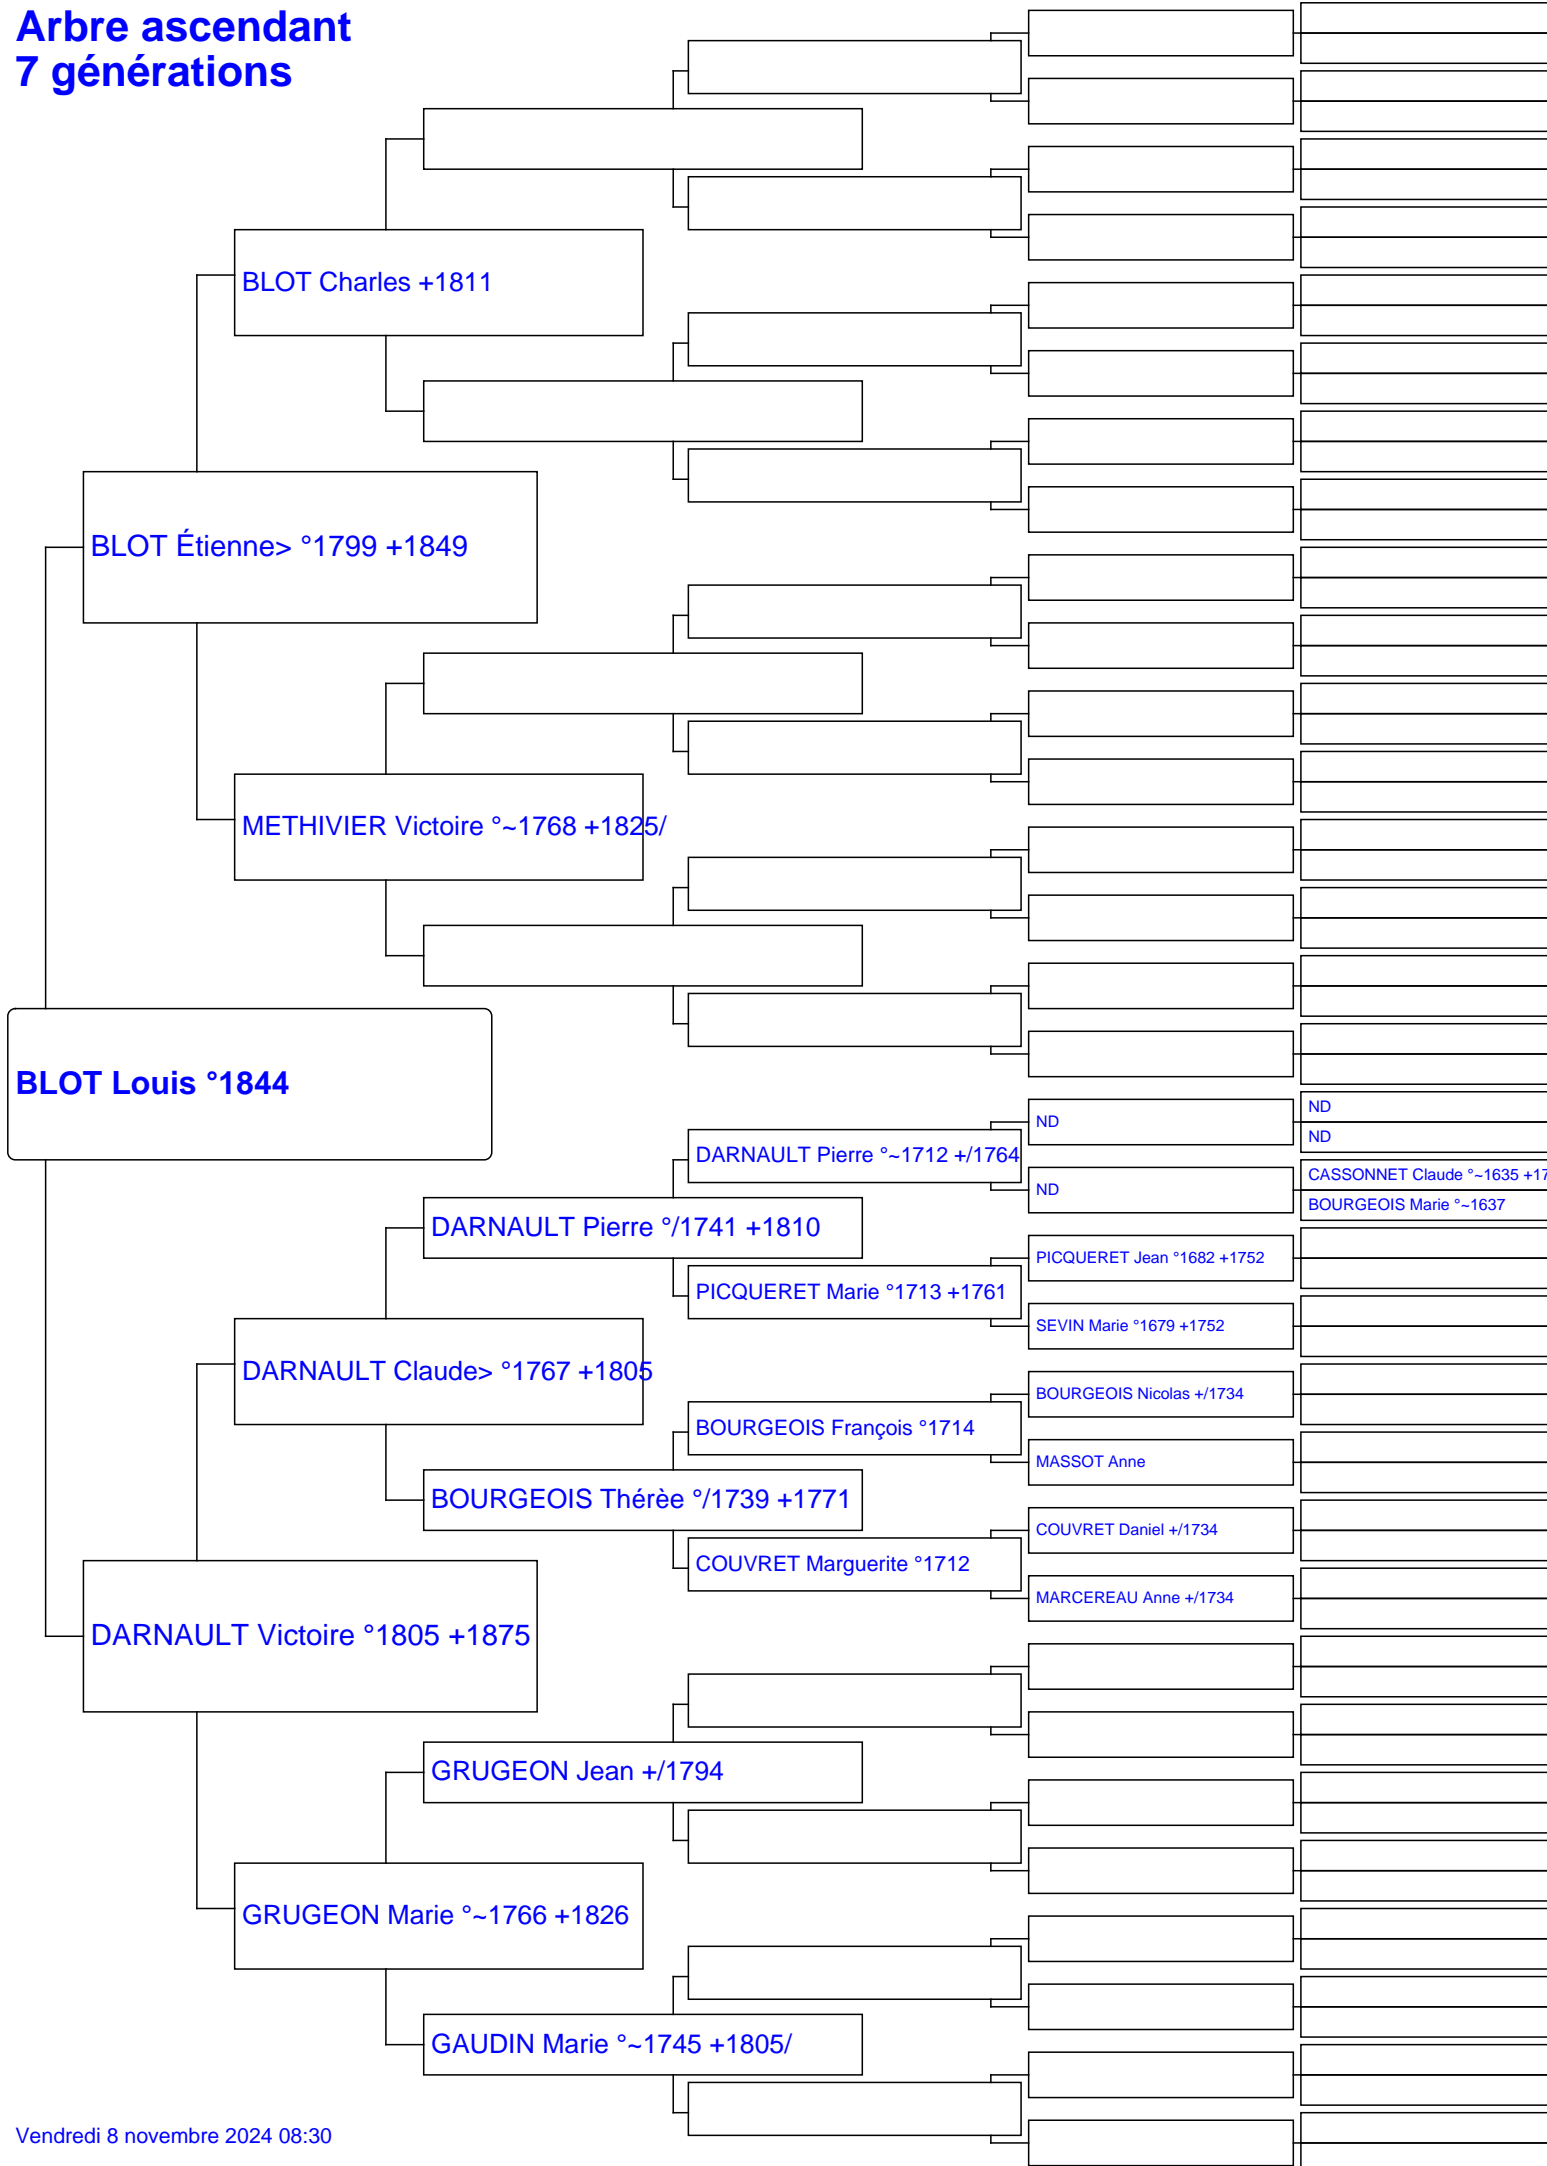 Arbre ascendant
7 générations
BLOT Charles +1811
BLOT Étienne> °1799 +1849
METHIVIER Victoire °~1768 +1825/
BLOT Louis °1844
ND
ND
DARNAULT Pierre °~1712 +/1764
ND
CASSONNET Claude °~1635 +17
BOURGEOIS Marie °~1637
DARNAULT Pierre °/1741 +1810
PICQUERET Jean °1682 +1752
PICQUERET Marie °1713 +1761
SEVIN Marie °1679 +1752
DARNAULT Claude> °1767 +1805
BOURGEOIS Nicolas +/1734
BOURGEOIS François °1714
MASSOT Anne
BOURGEOIS Thérèe °/1739 +1771
COUVRET Daniel +/1734
COUVRET Marguerite °1712
MARCEREAU Anne +/1734
DARNAULT Victoire °1805 +1875
GRUGEON Jean +/1794
GRUGEON Marie °~1766 +1826
GAUDIN Marie °~1745 +1805/
Vendredi 8 novembre 2024 08:30